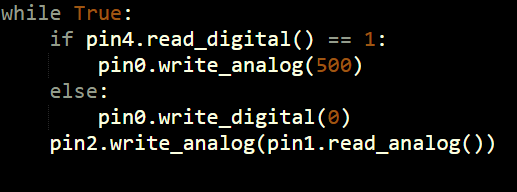 while True:
    if pin4.read_digital() == 1:
        pin0.write_analog(500)
    else:
        pin0.write_digital(0)
    pin2.write_analog(pin1.read_analog())